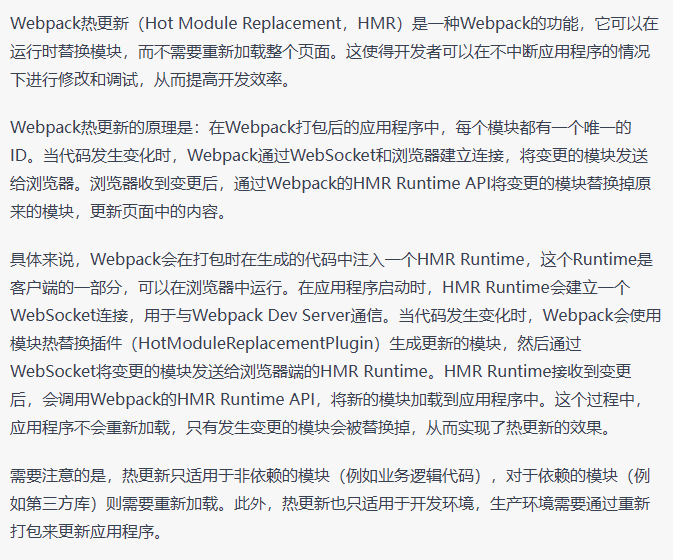 Webpack热更新（Hot Module Replacement，HMR）是一种Webpack的功能，它可以在
运行时替换模块，而不需要重新加载整个页面。这使得开发者可以在不中断应用程序的情况
下进行修改和调试，从而提高开发效率。
Webpack热更新的原理是：在Webpack打包后的应用程序中，每个模块都有一个唯一的
ID。当代码发生变化时，Webpack通过WebSocket和浏览器建立连接，将变更的模块发送
给浏览器。浏览器收到变更后，通过Webpack的HMR Runtime API将变更的模块替换掉原
来的模块，更新页面中的内容。
具体来说，Webpack会在打包时在生成的代码中注入一个HMR Runtime，这个Runtime是
客户端的一部分，可以在浏览器中运行。在应用程序启动时，HMR Runtime会建立一个
WebSocket连接，用于与Webpack Dev Server通信。当代码发生变化时，Webpack会使用
模块热替换插件（HotModuleReplacementPlugin）生成更新的模块，然后通过
WebSocket将变更的模块发送给浏览器端的HMR Runtime。HMR Runtime接收到变更
后，会调用Webpack的HMR Runtime API，将新的模块加载到应用程序中。这个过程中，
应用程序不会重新加载，只有发生变更的模块会被替换掉，从而实现了热更新的效果。
需要注意的是，热更新只适用于非依赖的模块（例如业务逻辑代码），对于依赖的模块（例
如第三方库）则需要重新加载。此外，热更新也只适用于开发环境，生产环境需要通过重新
打包来更新应用程序。